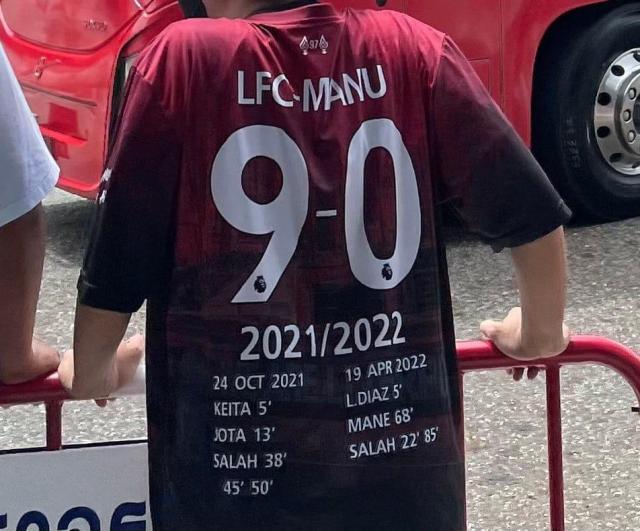 97
LFC-MANU
9-0
2021/2022
24 OCT 2021
KEITA 5'
JOTA 13'
SALAH 38'
45' 50'
19 APR 2022
L.DIAZ 5'
MANE 68'
SALAH 22' 85'